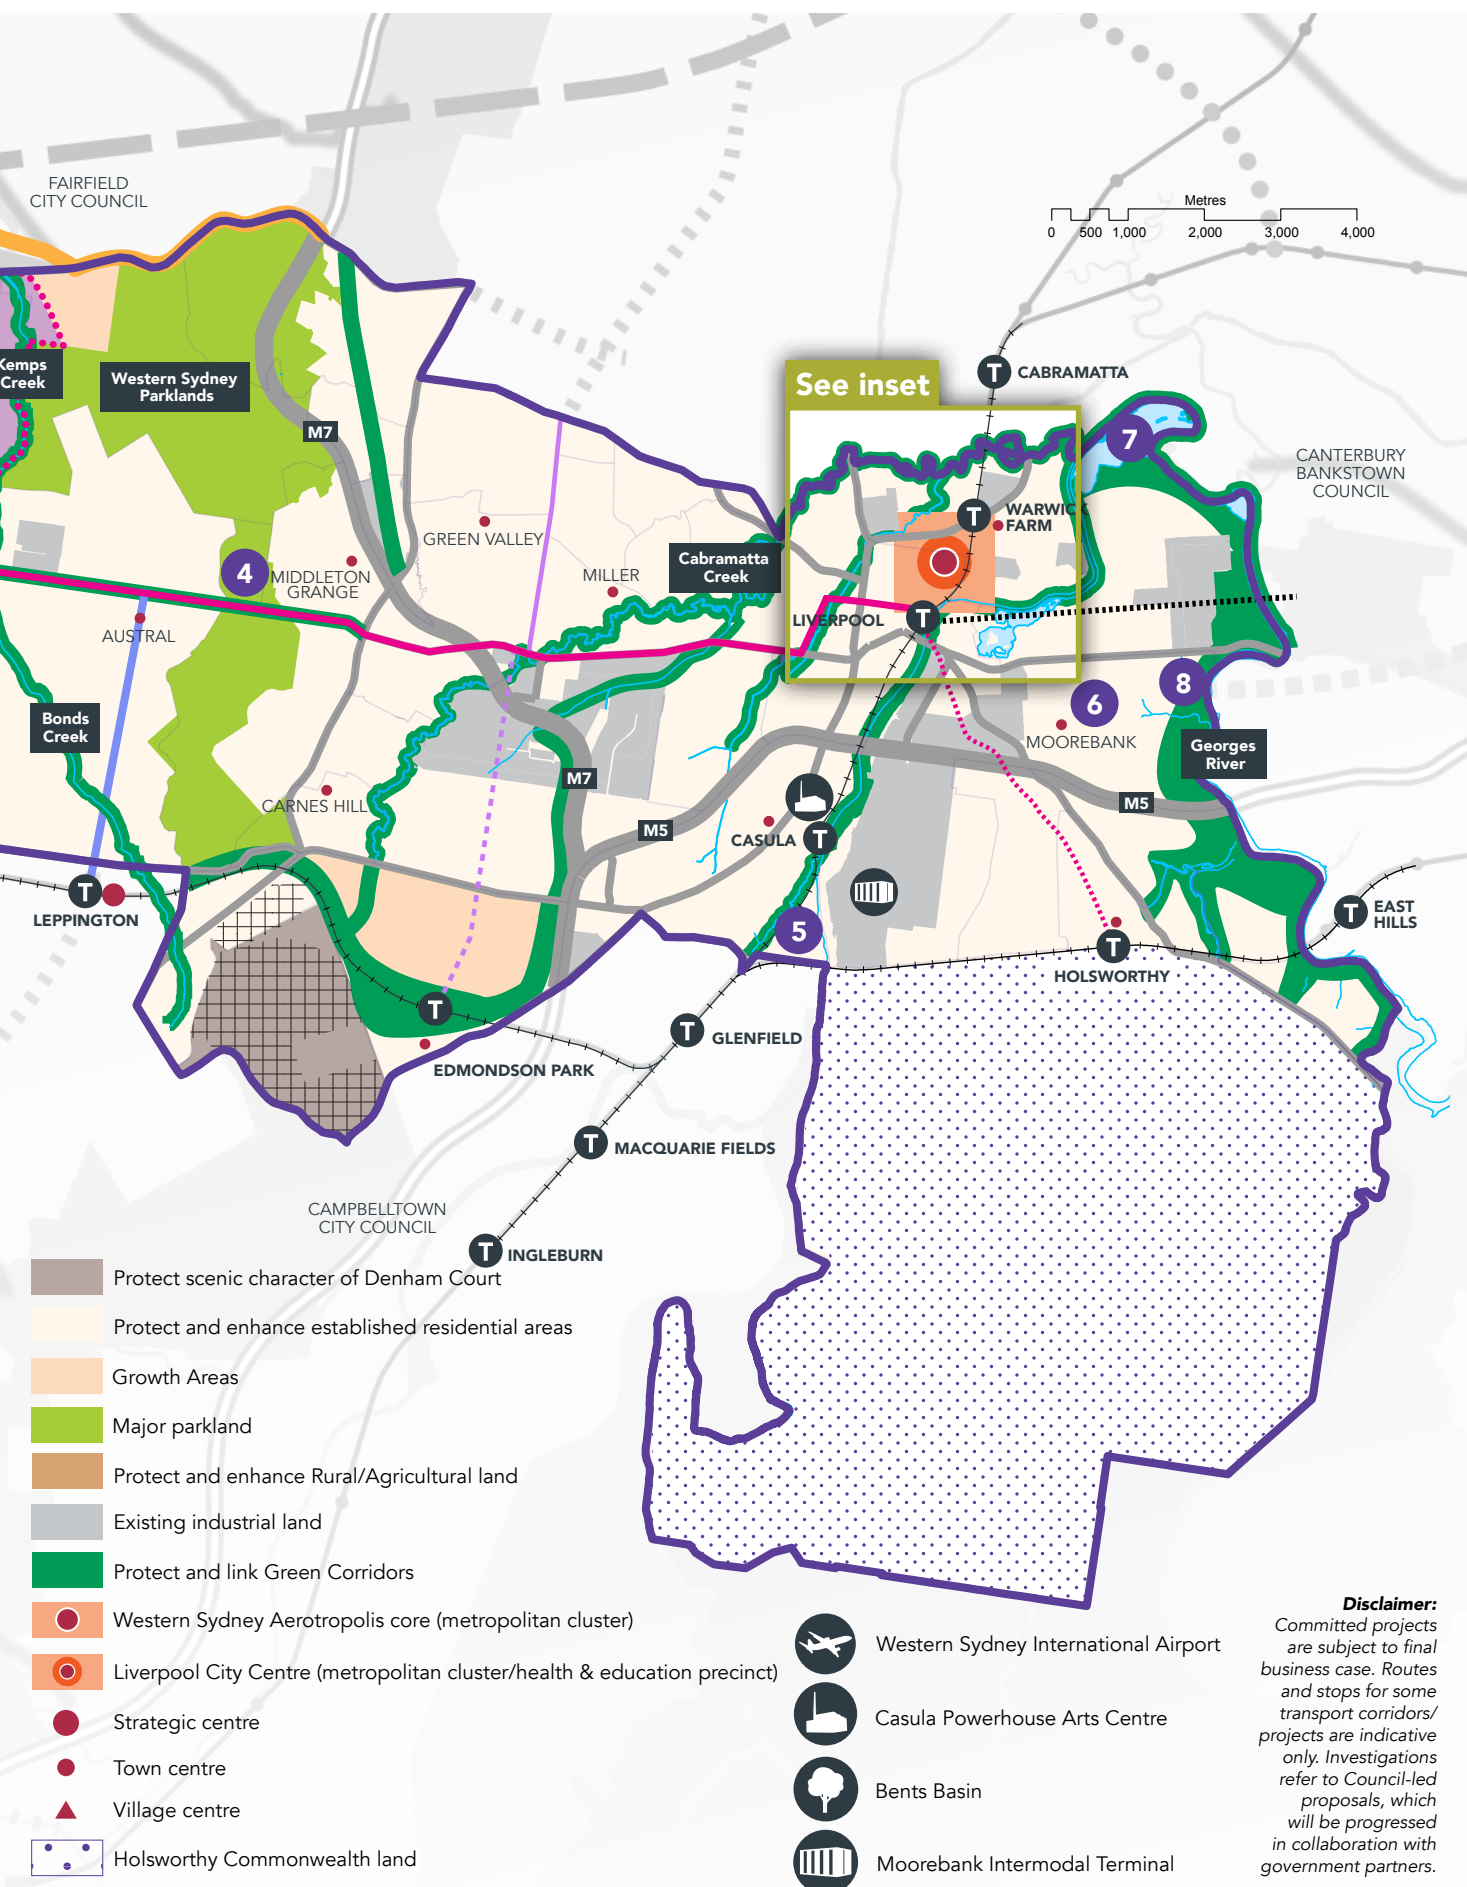 FAIRFIELD
CITY COUNCIL
Metres
0 500 1,000 2,000 3,000 4,000
Kemps
Creek
Western Sydney
Parklands
M7
See inset
T
CABRAMATTA
7
CANTERBURY
BANKSTOWN
COUNCIL
GREEN VALLEY
T
WARWICK
FARM
4
MIDDLETON
GRANGE
MILLER
Cabramatta
Creek
AUSTRAL
LIVERPOOL
T
Bonds
Creek
8
6
MOOREBANK
Georges
River
CARNES HILL
M7
M5
M5
CASULA
T
T
LEPPINGTON
5
T
EAST
HILLS
T
HOLSWORTHY
T
EDMONDSON PARK
T
GLENFIELD
T
MACQUARIE FIELDS
CAMPBELLTOWN
CITY COUNCIL
T
INGLEBURN
Protect scenic character of Denham Court
Protect and enhance established residential areas
Growth Areas
Major parkland
Protect and enhance Rural/Agricultural land
Existing industrial land
Protect and link Green Corridors
Western Sydney Aerotropolis core (metropolitan cluster)
Liverpool City Centre (metropolitan cluster/health & education precinct)
Strategic centre
Town centre
Village centre
Holsworthy Commonwealth land
Western Sydney International Airport
Casula Powerhouse Arts Centre
Bents Basin
Moorebank Intermodal Terminal
Disclaimer:
Committed projects
are subject to final
business case. Routes
and stops for some
transport corridors/
projects are indicative
only. Investigations
refer to Council-led
proposals, which
will be progressed
in collaboration with
government partners.